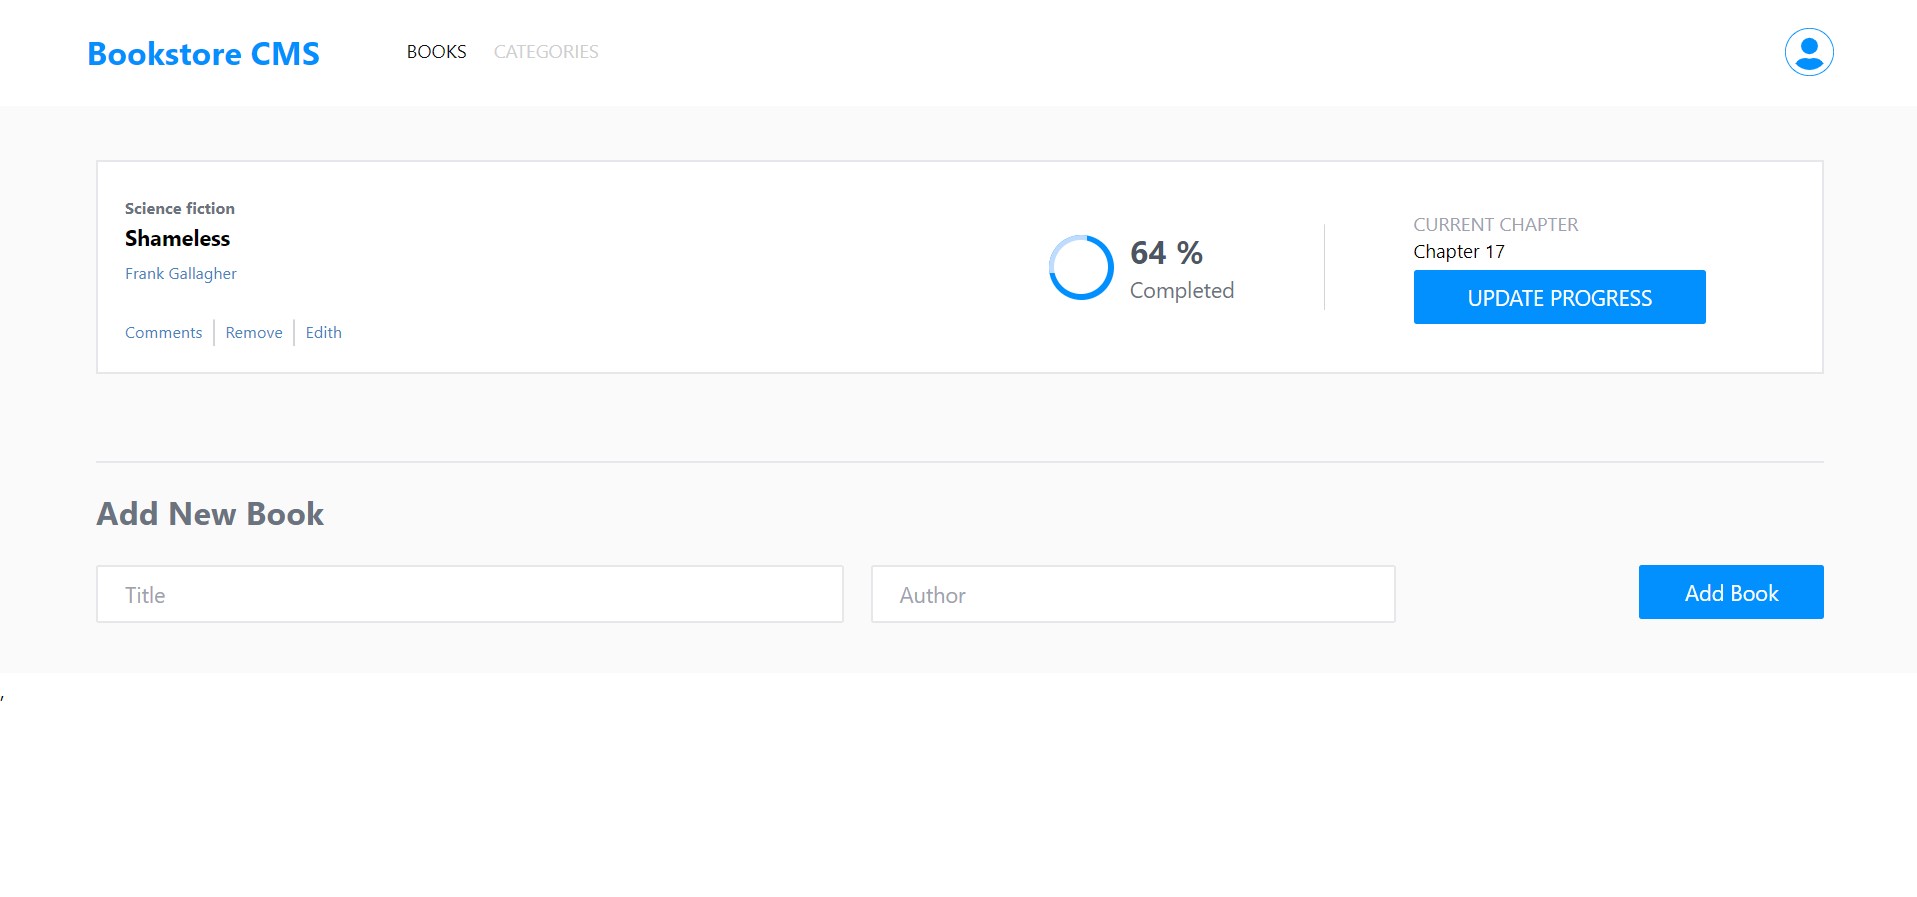 Bookstore CMS
BOOKS
CATEGORIES
Science fiction
Shameless
Frank Gallagher
Comments
Remove
Edith
64 %
Completed
CURRENT CHAPTER
Chapter 17
UPDATE PROGRESS
Add New Book
Title
Author
Add Book
,